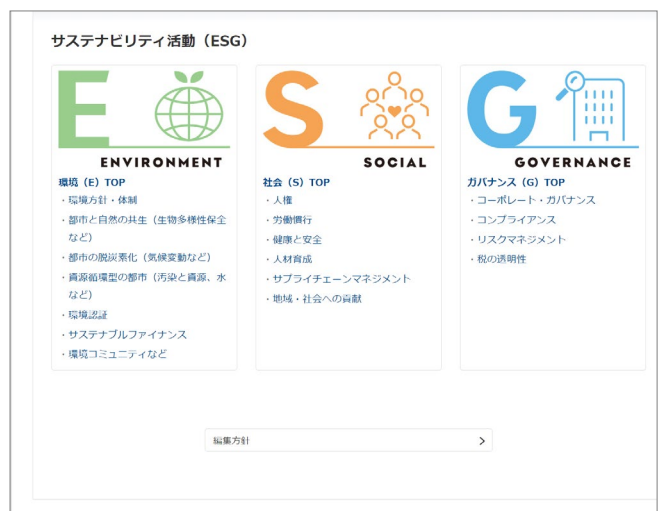 サステナビリティ活動（ESG）
E
ENVIRONMENT
環境（E）TOP
・環境方針・体制
・都市と自然の共生（生物多様性保全
など）
・都市の脱炭素化（気候変動など）
・資源循環型の都市（汚染と資源、水
など）
・環境認証
・サステナブルファイナンス
・環境コミュニティなど
S
SOCIAL
社会（S）TOP
・人権
・労働慣行
・健康と安全
・人材育成
・サプライチェーンマネジメント
・地域・社会への貢献
G
GOVERNANCE
ガバナンス（G）TOP
・コーポレート・ガバナンス
・コンプライアンス
・リスクマネジメント
・税の透明性
編集方針